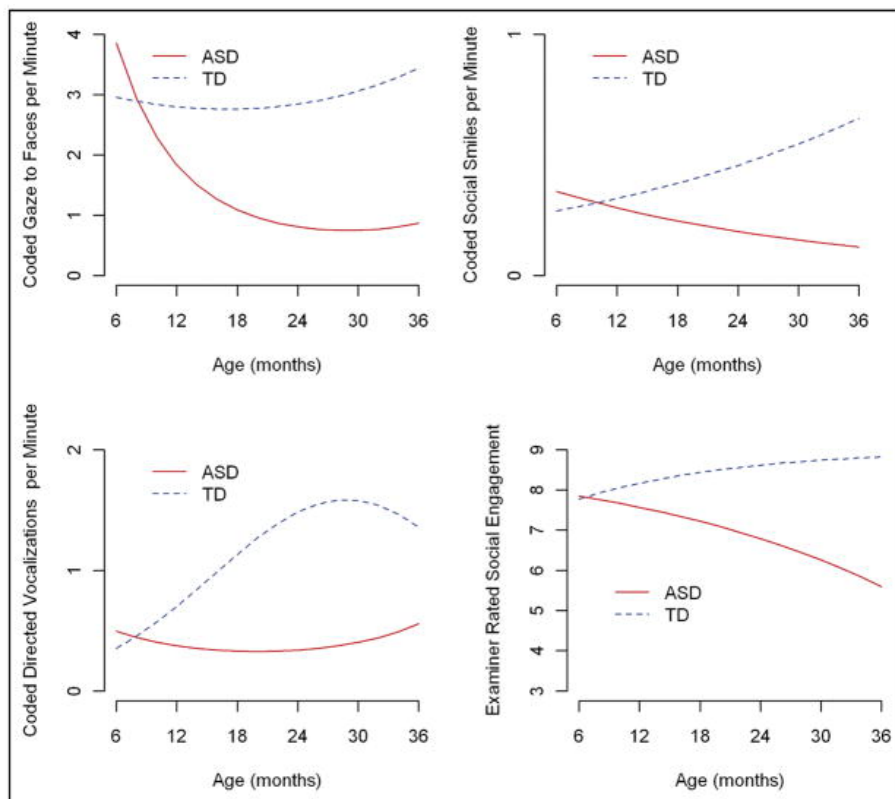 Coded Gaze to Faces per Minute
4
3
2
1
0
ASD
TD
6 12 18 24 30 36
Age (months)
Coded Social Smiles per Minute
1
0
ASD
TD
6 12 18 24 30 36
Age (months)
Coded Directed Vocalizations per Minute
2
1
0
ASD
TD
6 12 18 24 30 36
Age (months)
Examiner Rated Social Engagement
9
8
7
6
5
4
3
ASD
TD
6 12 18 24 30 36
Age (months)